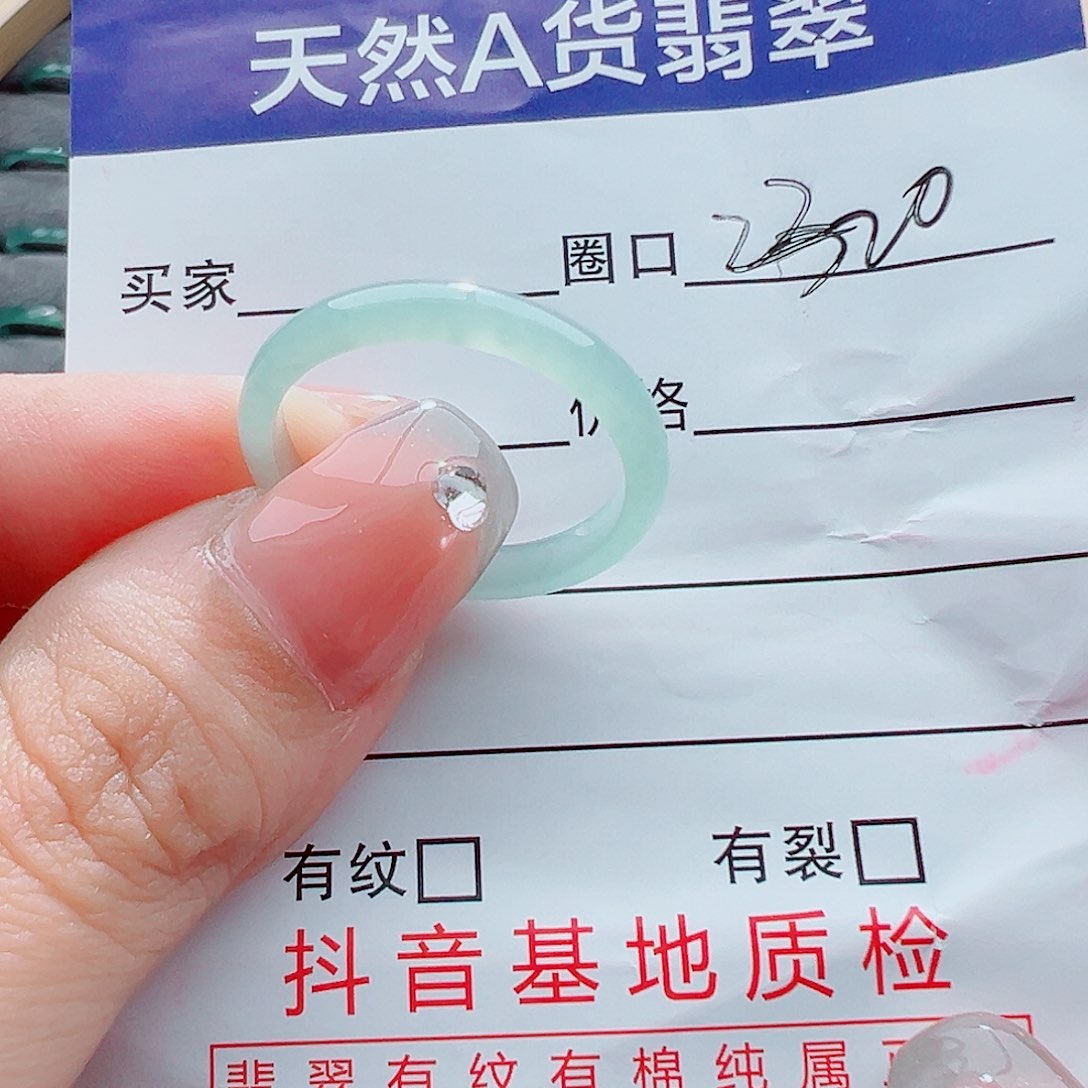 天然A货翡翠
买家 圈口
格
有纹 有裂
抖音基地质检
翡翠有纹有棉纯属